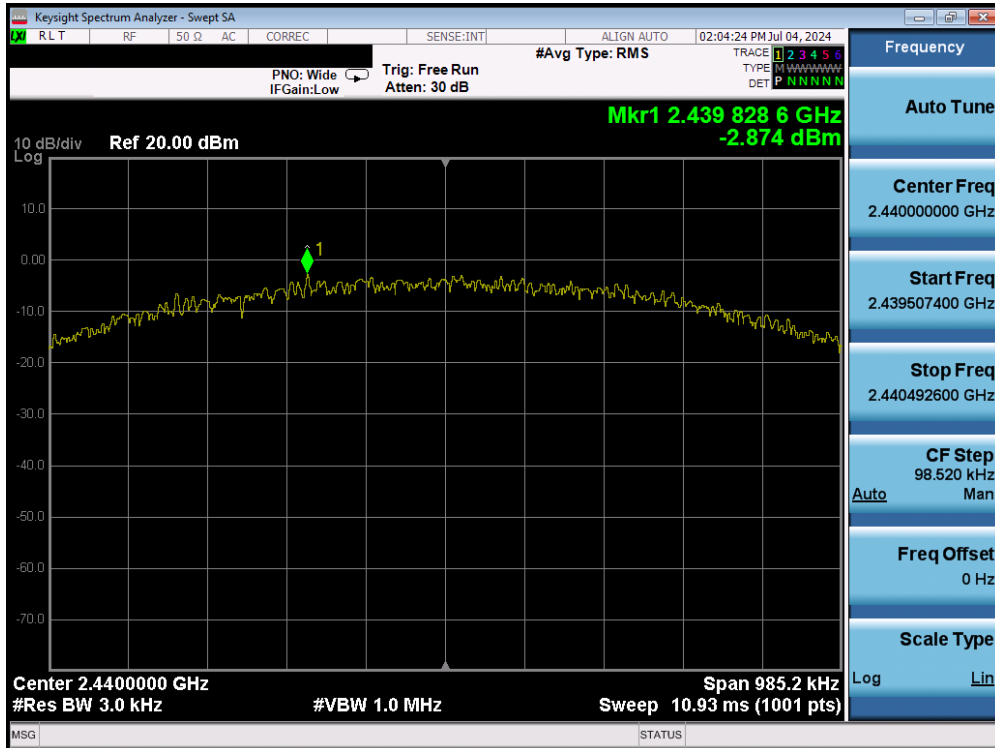 Keysight Spectrum Analyzer - Swept SA
LXI RLT RF 50 Ω AC CORREC SENSE:INT ALIGN AUTO 02:04:24 PM Jul 04, 2024
#Avg Type: RMS
TRACE 1 2 3 4 5 6
PNO: Wide Trig: Free Run
TYPE M WWWWW
IFGain:Low Atten: 30 dB
DET P N N N N N
Mkr1 2.439 828 6 GHz
-2.874 dBm
10 dB/div Ref 20.00 dBm
Log
10.0
1
0.00
-10.0
-20.0
-30.0
-40.0
-50.0
-60.0
-70.0
Center 2.4400000 GHz Span 985.2 kHz
#Res BW 3.0 kHz #VBW 1.0 MHz Sweep 10.93 ms (1001 pts)
MSG STATUS
Frequency
Auto Tune
Center Freq
2.440000000 GHz
Start Freq
2.439507400 GHz
Stop Freq
2.440492600 GHz
CF Step
98.520 kHz
Auto Man
Freq Offset
0 Hz
Scale Type
Log Lin